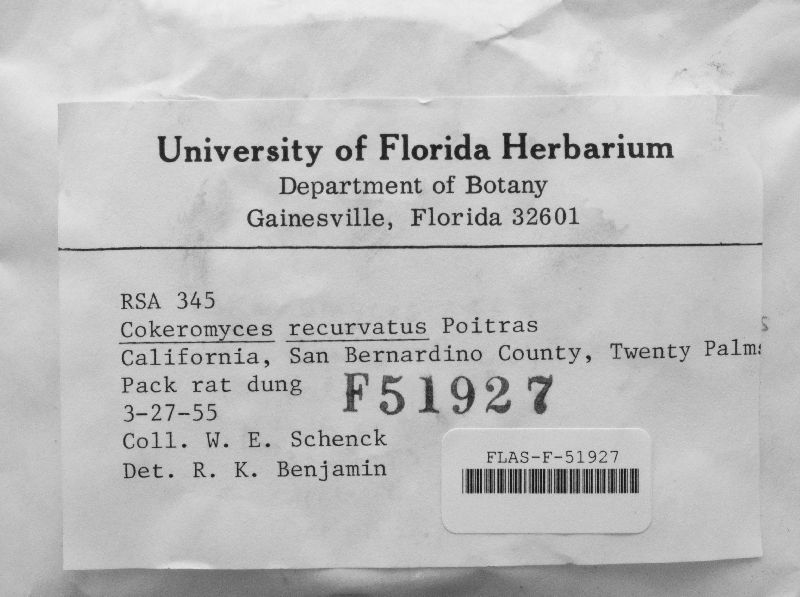 University of Florida Herbarium
Department of Botany
Gainesville, Florida 32601
RSA 345
Cokeromyces recurvatus Poitras
California, San Bernardino County, Twenty Palms
Pack rat dung
F51927
3-27-55
Coll. W. E. Schenck
Det. R. K. Benjamin
FLAS-F-51927